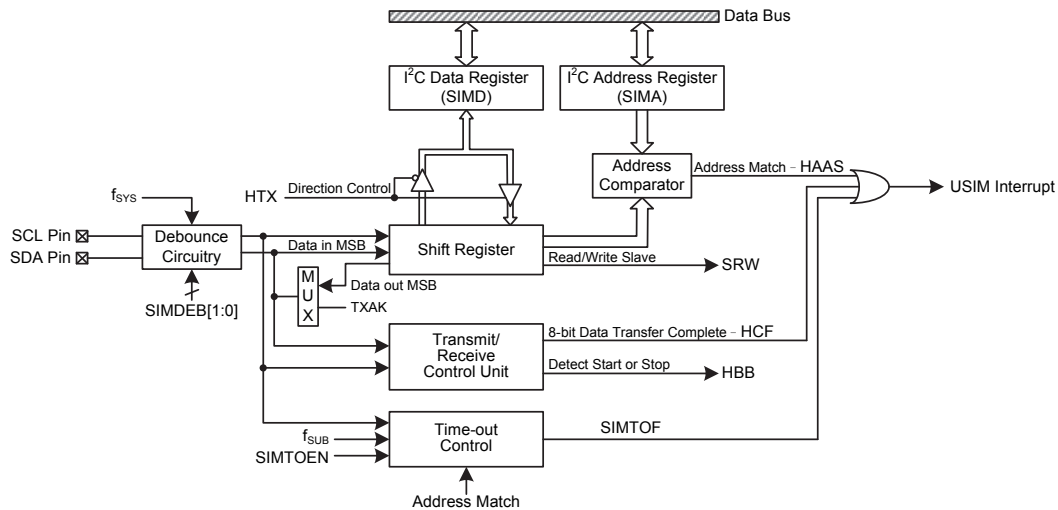 Data Bus
I²C Data Register
(SIMD)
I²C Address Register
(SIMA)
Address
Comparator
Address Match – HAAS
USIM Interrupt
HTX
Direction Control
fSYS
SCL Pin
SDA Pin
Debounce
Circuitry
SIMDEB[1:0]
Data in MSB
Shift Register
Read/Write Slave
SRW
M
U
X
Data out MSB
TXAK
Transmit/
Receive
Control Unit
8-bit Data Transfer Complete – HCF
Detect Start or Stop
HBB
fSUB
SIMTOEN
Time-out
Control
SIMTOF
Address Match